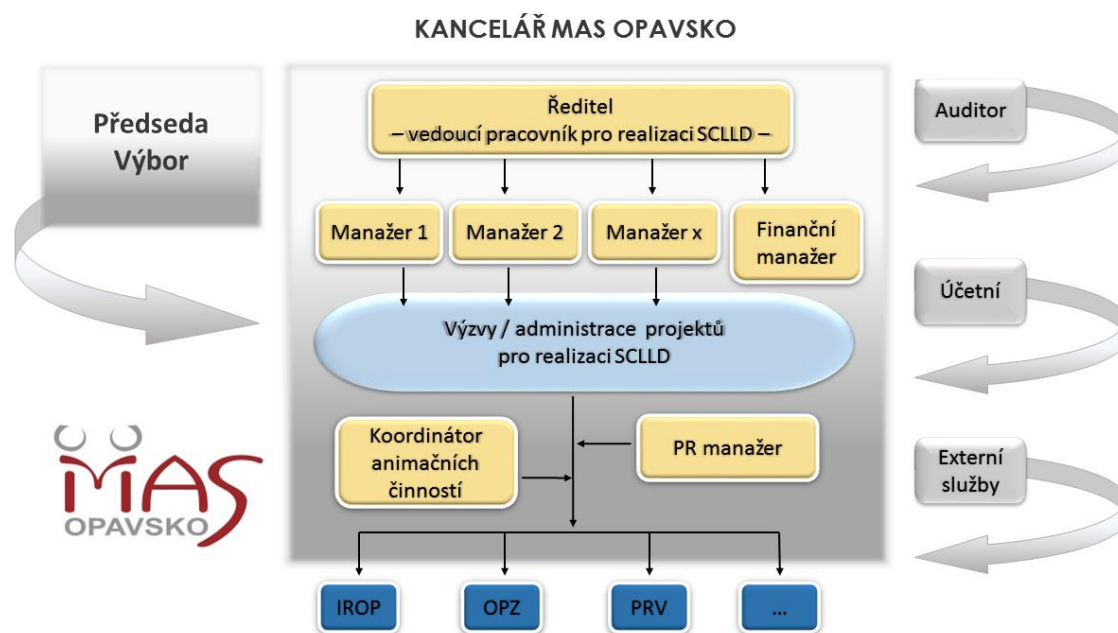 KANCELÁŘ MAS OPAVSKO
Předseda
Výbor
Ředitel
– vedoucí pracovník pro realizaci SCLLD –
Auditor
Manažer 1
Manažer 2
Manažer x
Finanční
manažer
Účetní
Výzvy / administrace projektů
pro realizaci SCLLD
Koordinátor
animačních
činností
PR manažer
Externí
služby
MAS
OPAVSKO
IROP
OPZ
PRV
...